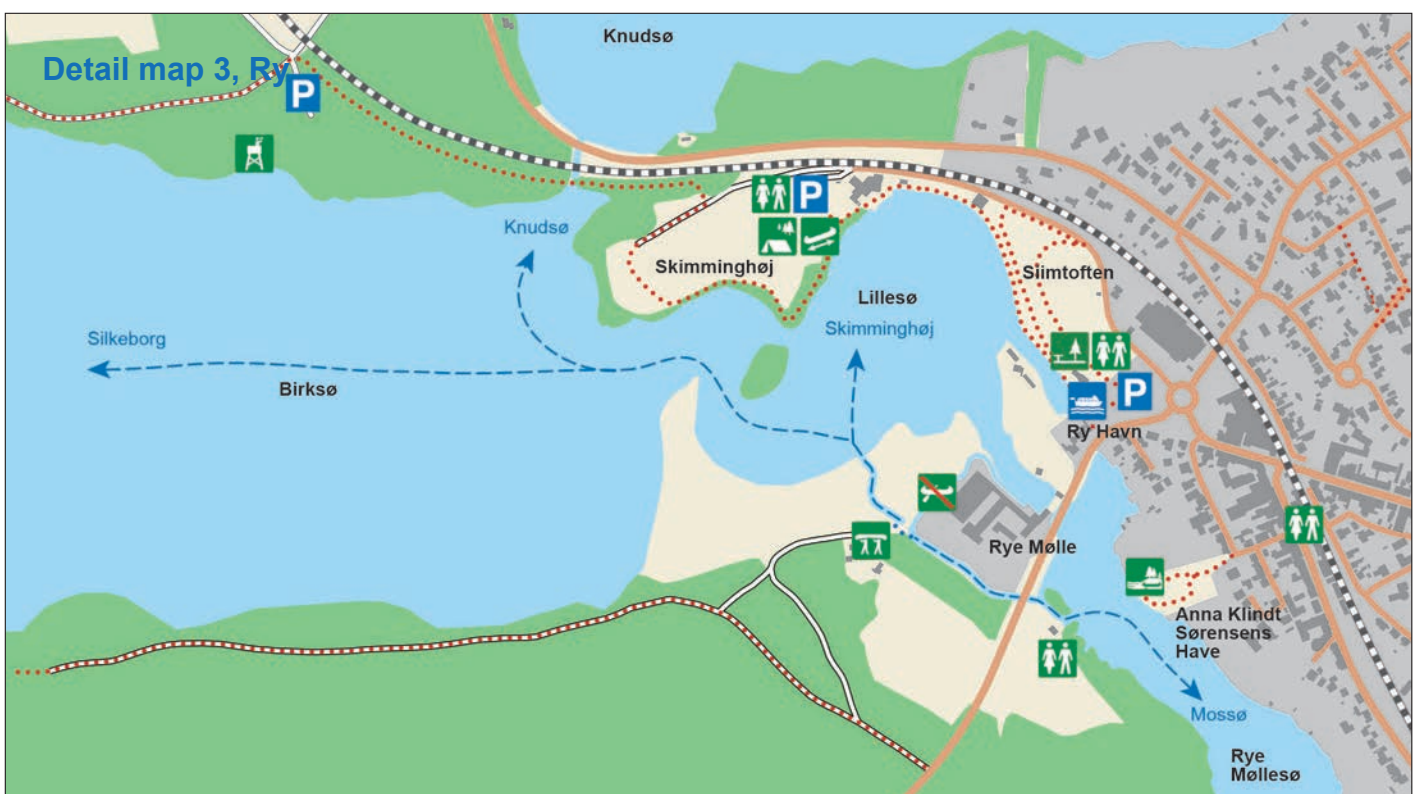 Knudsø
Detail map 3, Ry
P
P
Knudsø
Skimminghøj
Siimtoften
Lillesø
Skimminghøj
Silkeborg
Birksø
P
Ry Havn
Rye Mølle
Anna Klindt
Sørensens
Have
Mossø
Rye
Møllesø